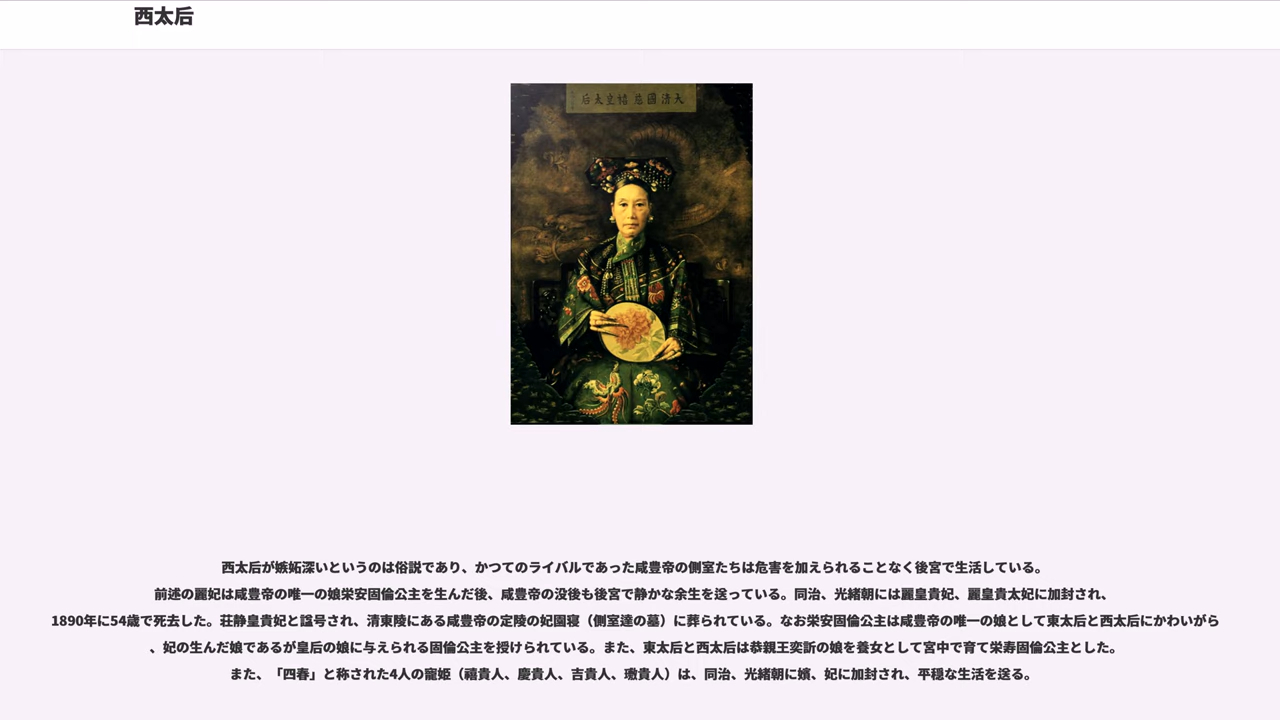 西太后
后太皇禧慈國清大
西太后が嫉妬深いというのは俗説であり、かつてのライバルであった咸豊帝の側室たちは危害を加えられることなく後宮で生活している。
前述の麗妃は咸豊帝の唯一の娘栄安固倫公主を生んだ後、咸豊帝の没後も後宮で静かな余生を送っている。同治、光緒朝には麗皇貴妃、麗皇貴太妃に加封され、
1890年に54歳で死去した。荘静皇貴妃と諡号され、清東陵にある咸豊帝の定陵の妃園寝（側室達の墓）に葬られている。なお栄安固倫公主は咸豊帝の唯一の娘として東太后と西太后にかわいがら
、妃の生んだ娘であるが皇后の娘に与えられる固倫公主を授けられている。また、東太后と西太后は恭親王奕訢の娘を養女として宮中で育て栄寿固倫公主とした。
また、「四春」と称された4人の寵姫（禧貴人、慶貴人、吉貴人、璷貴人）は、同治、光緒朝に嬪、妃に加封され、平穏な生活を送る。